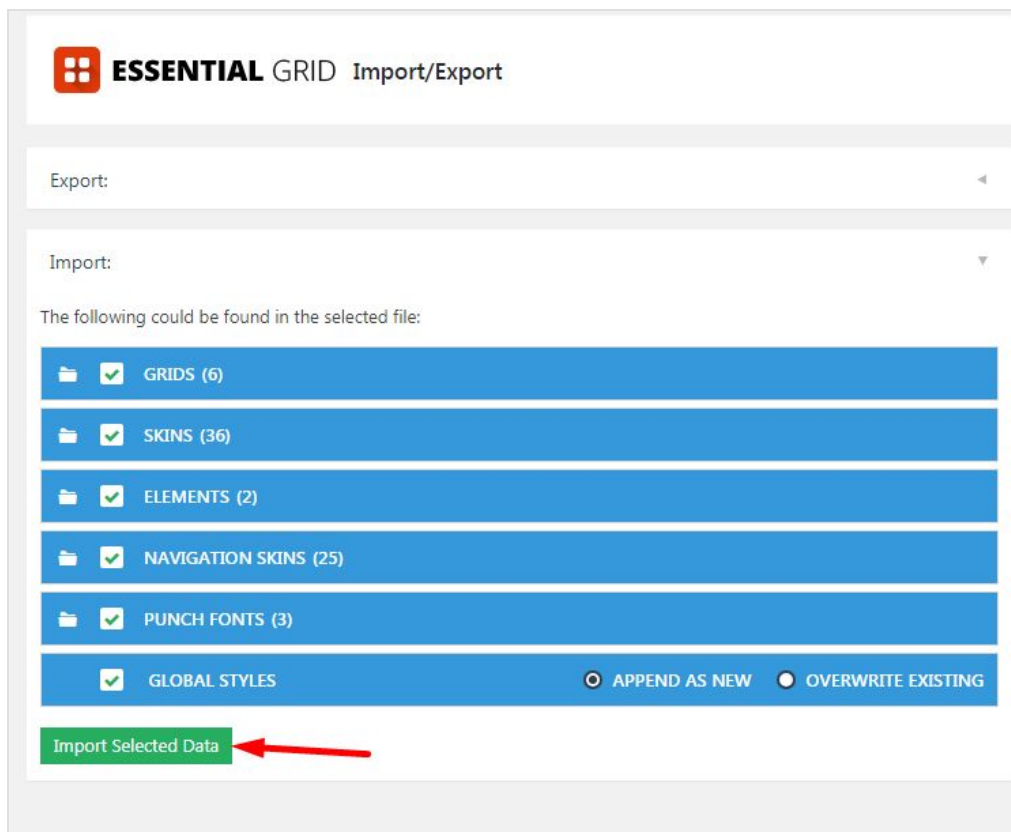 ESSENTIAL GRID Import/Export
Export:
Import:
The following could be found in the selected file:
GRIDS (6)
SKINS (36)
ELEMENTS (2)
NAVIGATION SKINS (25)
PUNCH FONTS (3)
GLOBAL STYLES APPEND AS NEW OVERWRITE EXISTING
Import Selected Data